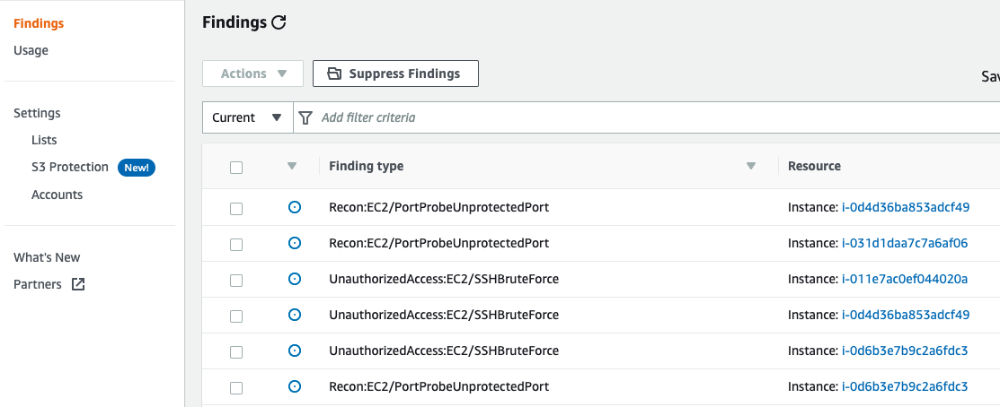 Findings
Usage
Settings
Lists
S3 Protection New!
Accounts
What's New
Partners
Findings
Actions Suppress Findings
Sav
Current Add filter criteria
Finding type Resource
Recon:EC2/PortProbeUnprotectedPort Instance: i-0d4d36ba853adcf49
Recon:EC2/PortProbeUnprotectedPort Instance: i-031d1daa7c7a6af06
UnauthorizedAccess:EC2/SSHBruteForce Instance: i-011e7ac0ef044020a
UnauthorizedAccess:EC2/SSHBruteForce Instance: i-0d4d36ba853adcf49
UnauthorizedAccess:EC2/SSHBruteForce Instance: i-0d6b3e7b9c2a6fdc3
Recon:EC2/PortProbeUnprotectedPort Instance: i-0d6b3e7b9c2a6fdc3